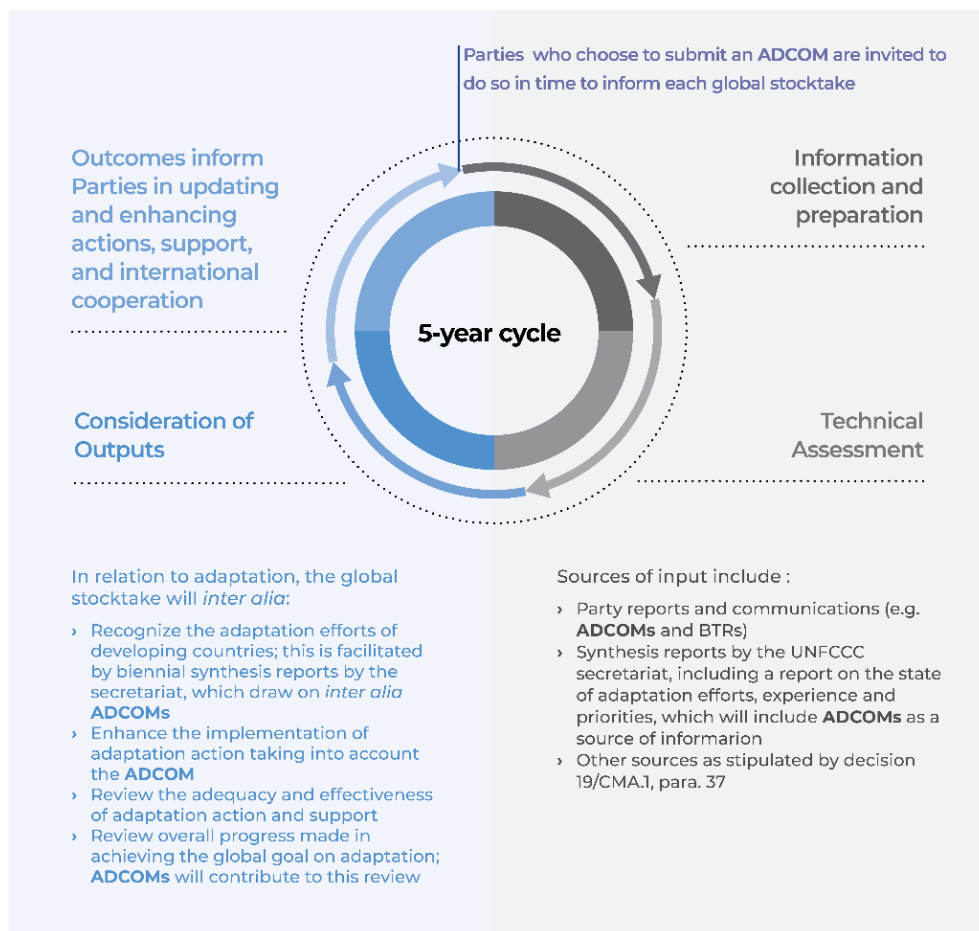 Parties who choose to submit an ADCOM are invited to
do so in time to inform each global stocktake
Outcomes inform
Parties in updating
and enhancing
actions, support,
and international
cooperation
Information
collection and
preparation
5-year cycle
Consideration of
Outputs
Technical
Assessment
In relation to adaptation, the global
stocktake will inter alia:
› Recognize the adaptation efforts of
developing countries; this is facilitated
by biennial synthesis reports by the
secretariat, which draw on inter alia
ADCOMs
› Enhance the implementation of
adaptation action taking into account
the ADCOM
› Review the adequacy and effectiveness
of adaptation action and support
› Review overall progress made in
achieving the global goal on adaptation;
ADCOMs will contribute to this review
Sources of input include :
› Party reports and communications (e.g.
ADCOMs and BTRs)
› Synthesis reports by the UNFCCC
secretariat, including a report on the state
of adaptation efforts, experience and
priorities, which will include ADCOMs as a
source of informarion
› Other sources as stipulated by decision
19/CMA.1, para. 37